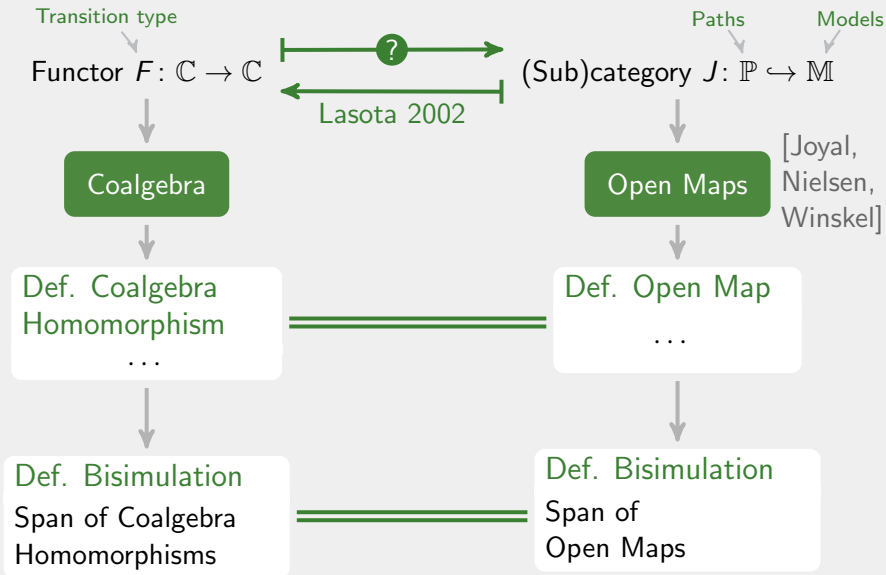 Transition type
Paths
Models
?
Functor F: ℂ → ℂ
(Sub)category J: ℙ ↪ 𝕄
Lasota 2002
Coalgebra
Open Maps
[Joyal,
Nielsen,
Winskel]
Def. Coalgebra
Homomorphism
...
Def. Open Map
...
Def. Bisimulation
Span of Coalgebra
Homomorphisms
Def. Bisimulation
Span of
Open Maps